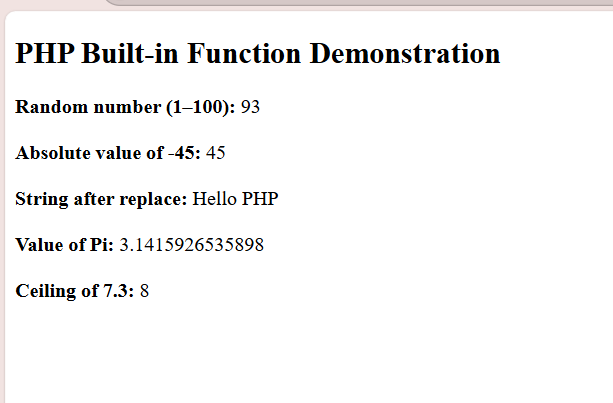 PHP Built-in Function Demonstration
Random number (1–100): 93
Absolute value of -45: 45
String after replace: Hello PHP
Value of Pi: 3.1415926535898
Ceiling of 7.3: 8